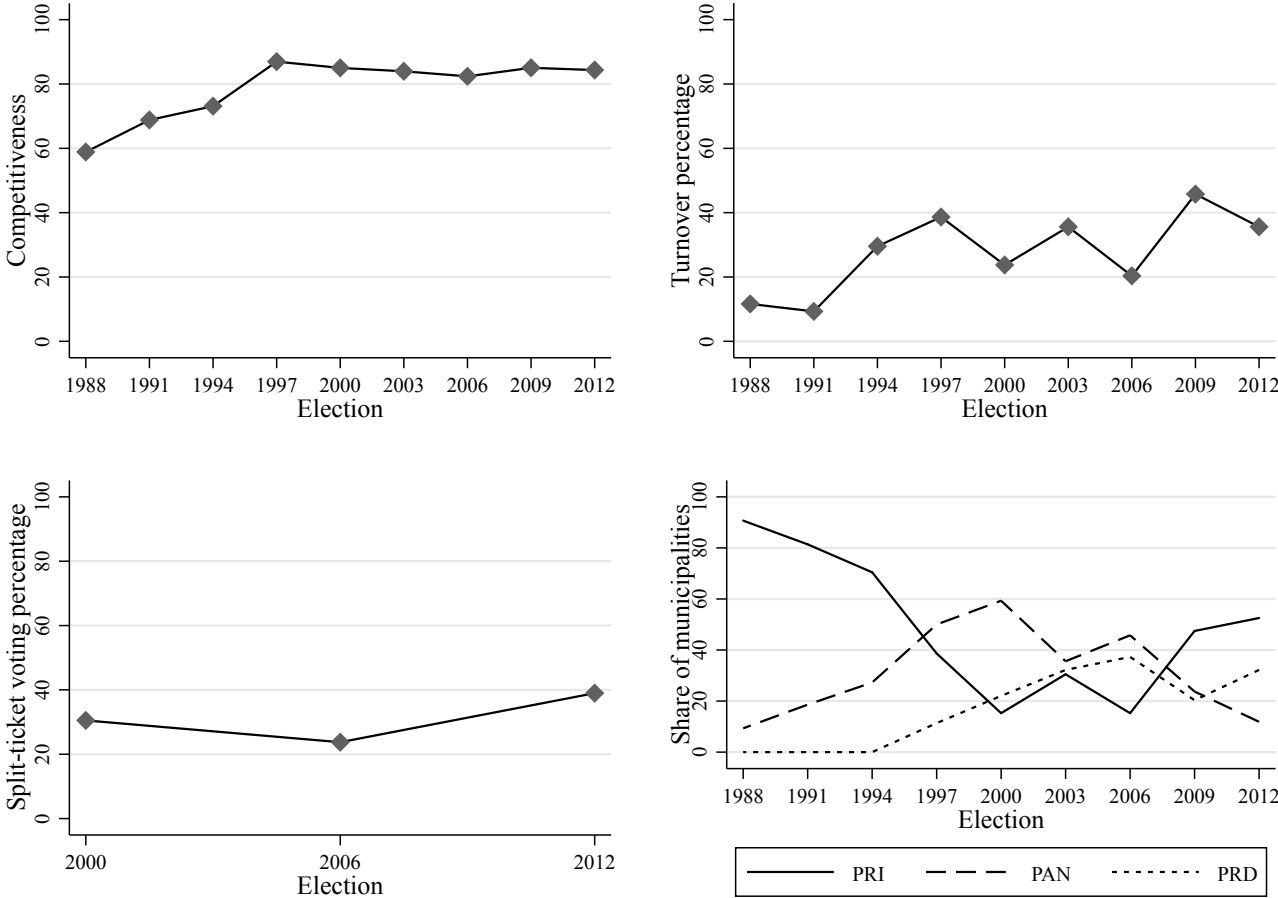 Competitiveness
100
80
60
40
20
0
1988 1991 1994 1997 2000 2003 2006 2009 2012
Election
Turnover percentage
100
80
60
40
20
0
1988 1991 1994 1997 2000 2003 2006 2009 2012
Election
Split-ticket voting percentage
100
80
60
40
20
0
2000 2006 2012
Election
Share of municipalities
100
80
60
40
20
0
1988 1991 1994 1997 2000 2003 2006 2009 2012
Election
PRI PAN PRD